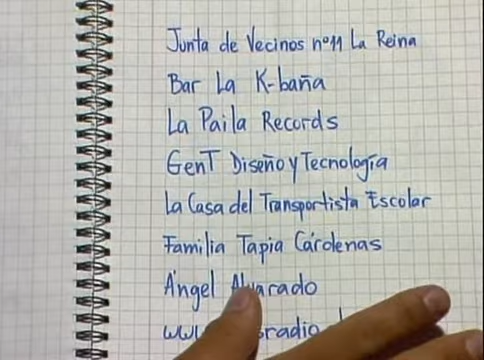 Junta de Vecinos nº11 La Reina
Bar La K-baña
La Paila Records
GenT Diseño y Tecnología
La Casa del Transportista Escolar
Familia Tapia Cárdenas
Ángel Alvarado